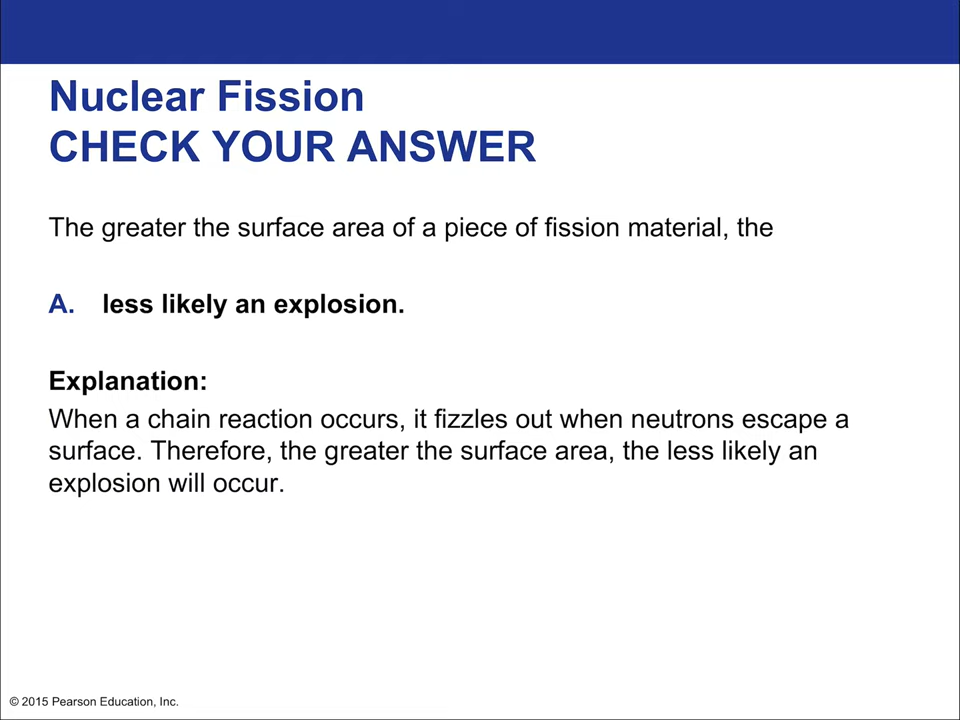 Nuclear Fission
CHECK YOUR ANSWER
The greater the surface area of a piece of fission material, the
A. less likely an explosion.
Explanation:
When a chain reaction occurs, it fizzles out when neutrons escape a
surface. Therefore, the greater the surface area, the less likely an
explosion will occur.
© 2015 Pearson Education, Inc.